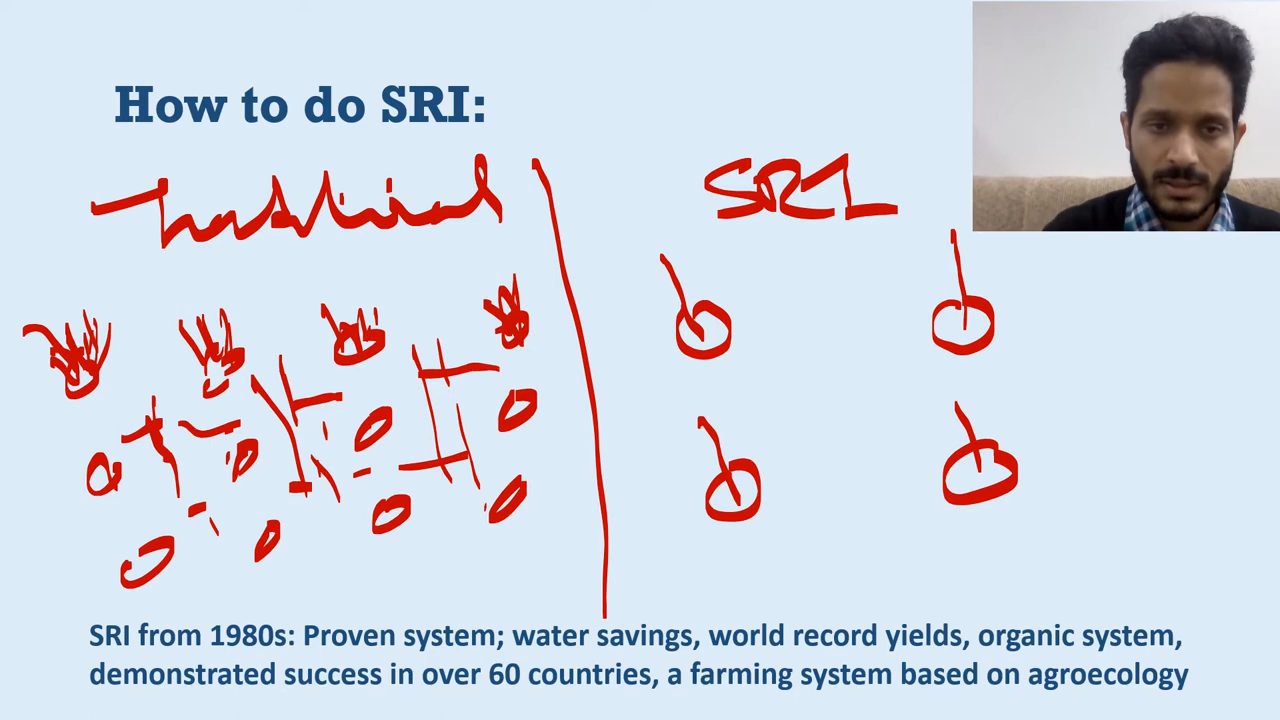 How to do SRI:
SRI
SRI from 1980s: Proven system; water savings, world record yields, organic system,
demonstrated success in over 60 countries, a farming system based on agroecology